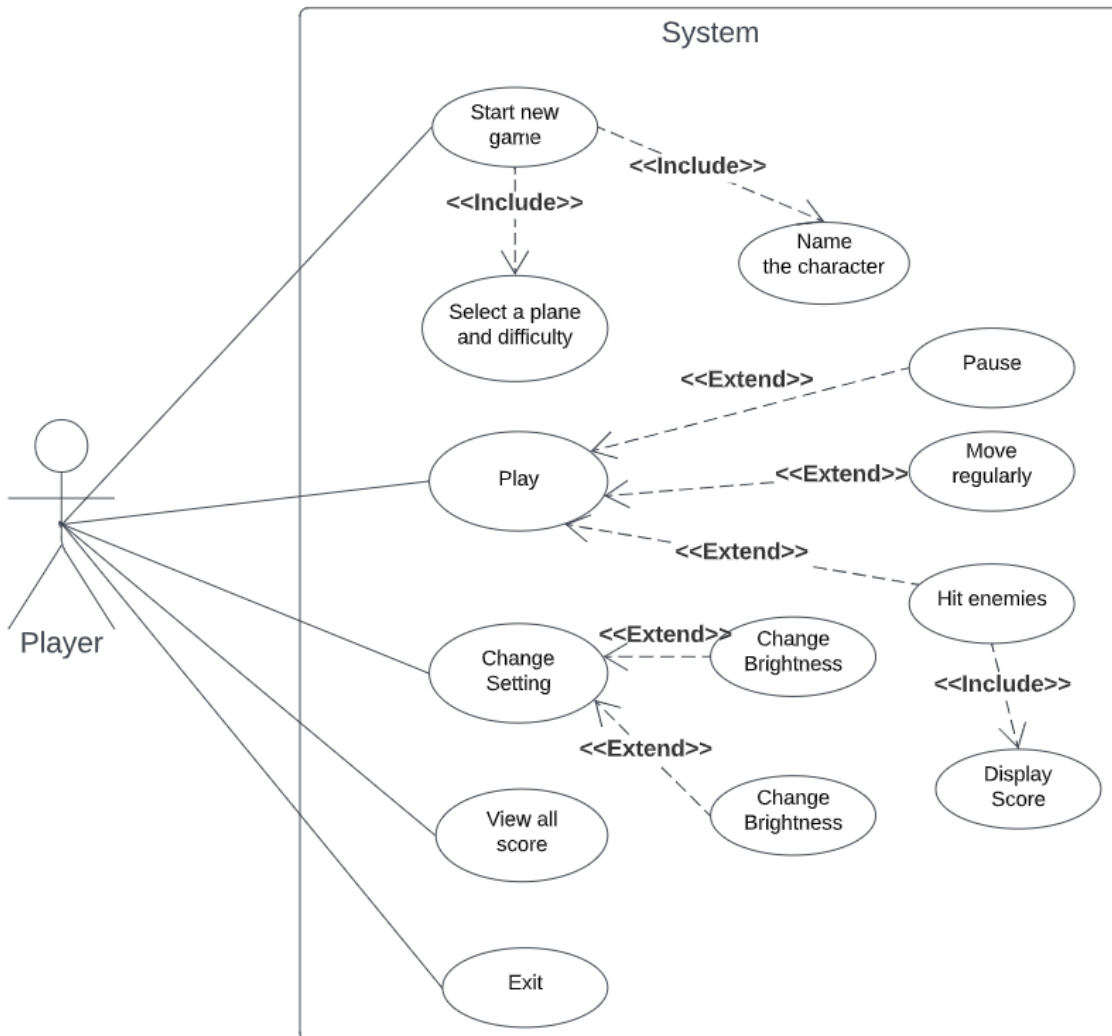 System
Start new
game
<<Include>>
<<Include>>
Name
the character
Select a plane
and difficulty
<<Extend>>
Pause
Play
<<Extend>>
Move
regularly
<<Extend>>
Hit enemies
Player
Change
Setting
<<Extend>>
Change
Brightness
<<Include>>
<<Extend>>
Change
Brightness
Display
Score
View all
score
Exit